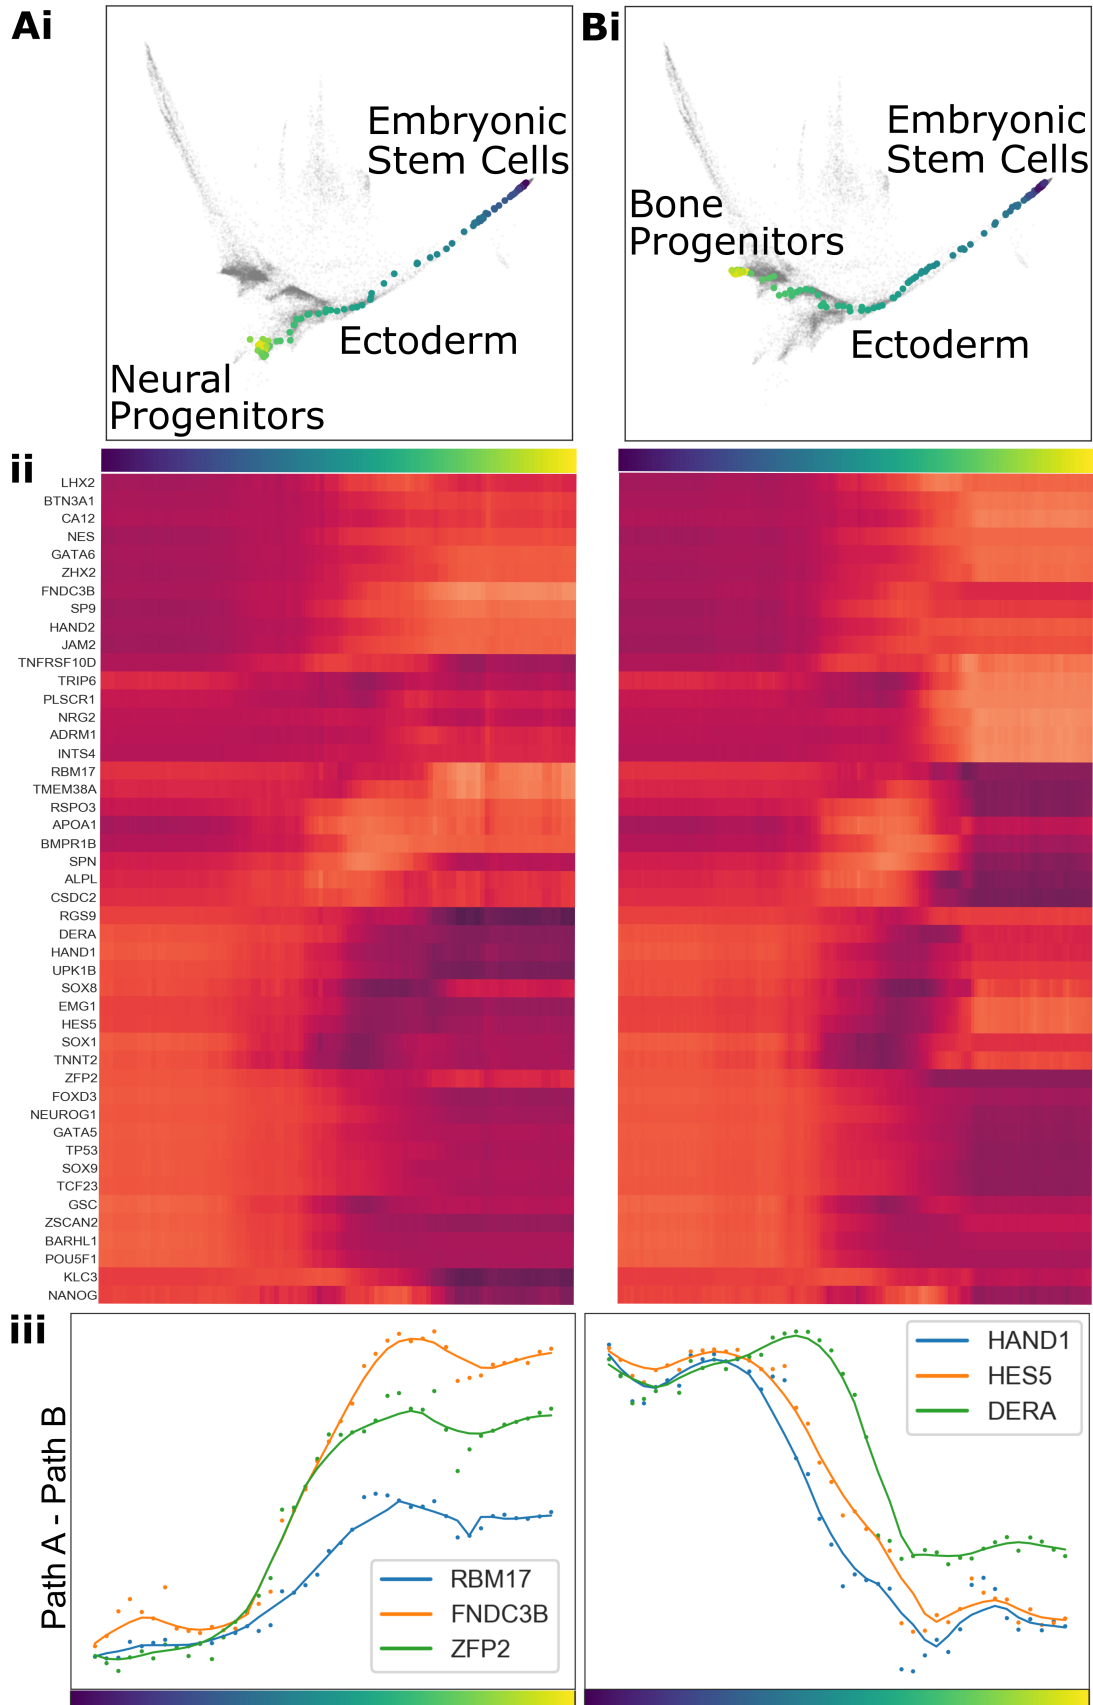 Ai
Bi
Embryonic
Stem Cells
Ectoderm
Neural
Progenitors
Embryonic
Stem Cells
Bone
Progenitors
Ectoderm
ii
LHX2
BTN3A1
CA12
NES
GATA6
ZHX2
FNDC3B
SP9
HAND2
JAM2
TNFRSF10D
TRIP6
PLSCR1
NRG2
ADRM1
INTS4
RBM17
TMEM38A
RSPO3
APOA1
BMPR1B
SPN
ALPL
CSDC2
RGS9
DERA
HAND1
UPK1B
SOX8
EMG1
HES5
SOX1
TNNT2
ZFP2
FOXD3
NEUROG1
GATA5
TP53
SOX9
TCF23
GSC
ZSCAN2
BARHL1
POU5F1
KLC3
NANOG
iii
Path A - Path B
RBM17
FNDC3B
ZFP2
HAND1
HES5
DERA